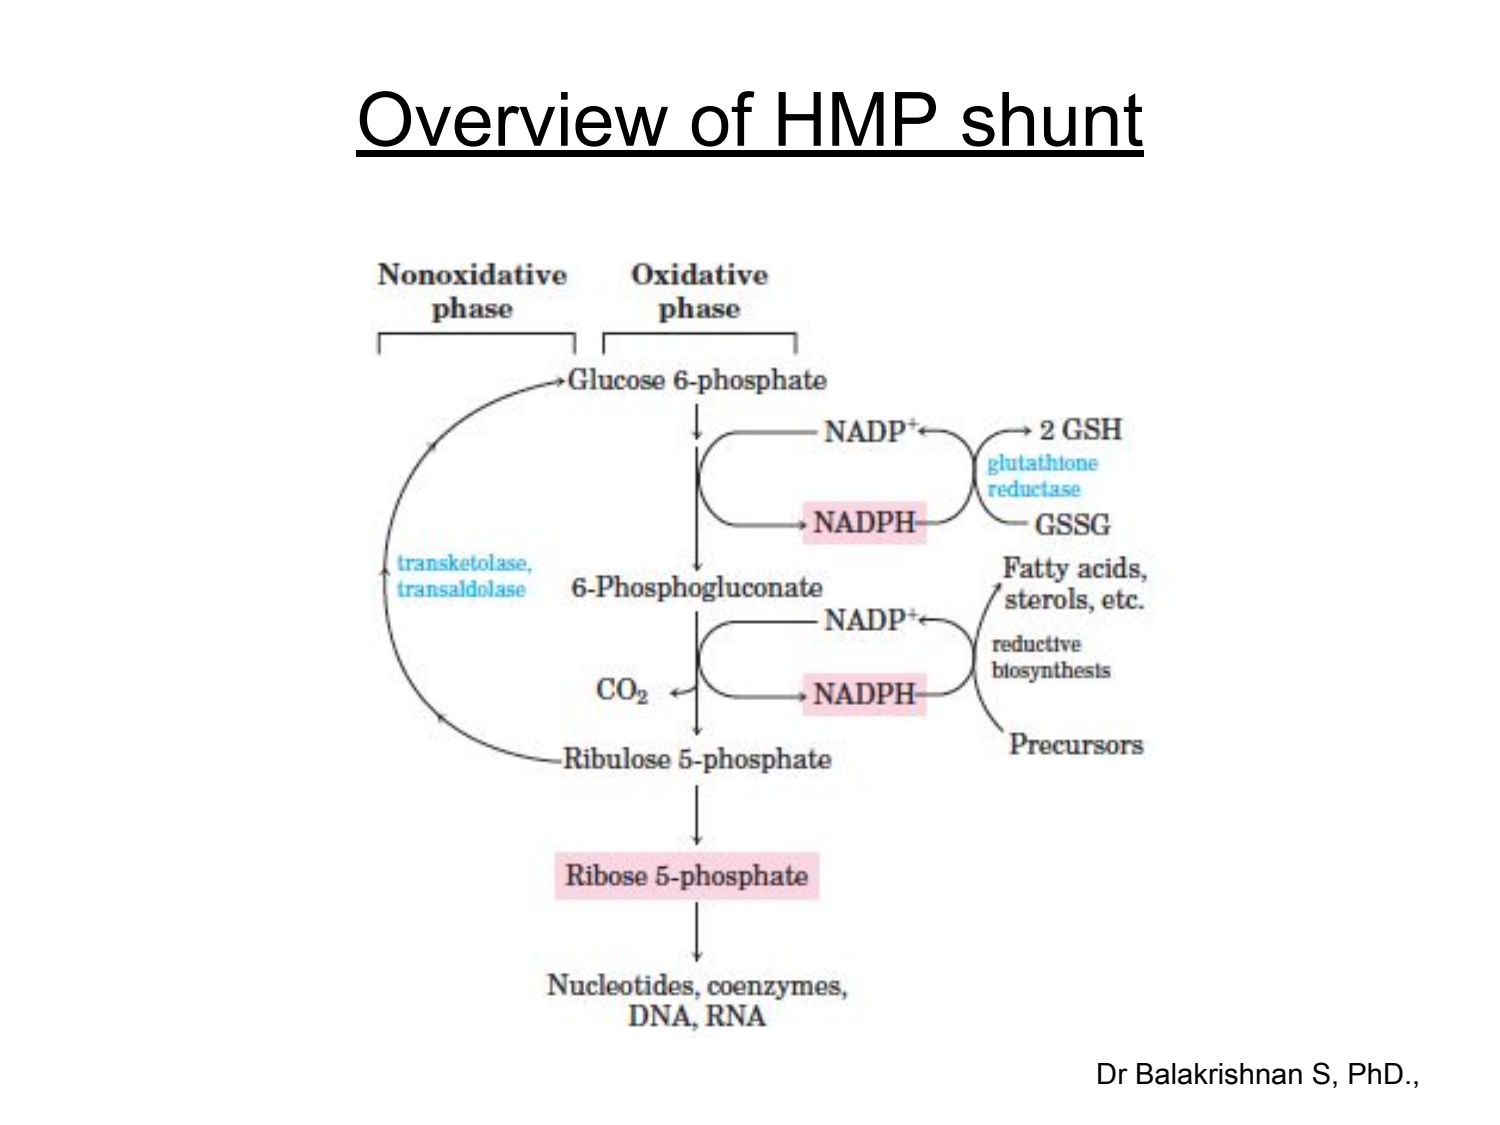 Overview of HMP shunt
Nonoxidative
phase
Oxidative
phase
Glucose 6-phosphate
NADP+
2 GSH
glutathione
reductase
NADPH
GSSG
transketolase,
transaldolase
6-Phosphogluconate
Fatty acids,
sterols, etc.
NADP+
reductive
biosynthesis
CO2
NADPH
Precursors
Ribulose 5-phosphate
Ribose 5-phosphate
Nucleotides, coenzymes,
DNA, RNA
Dr Balakrishnan S, PhD.,